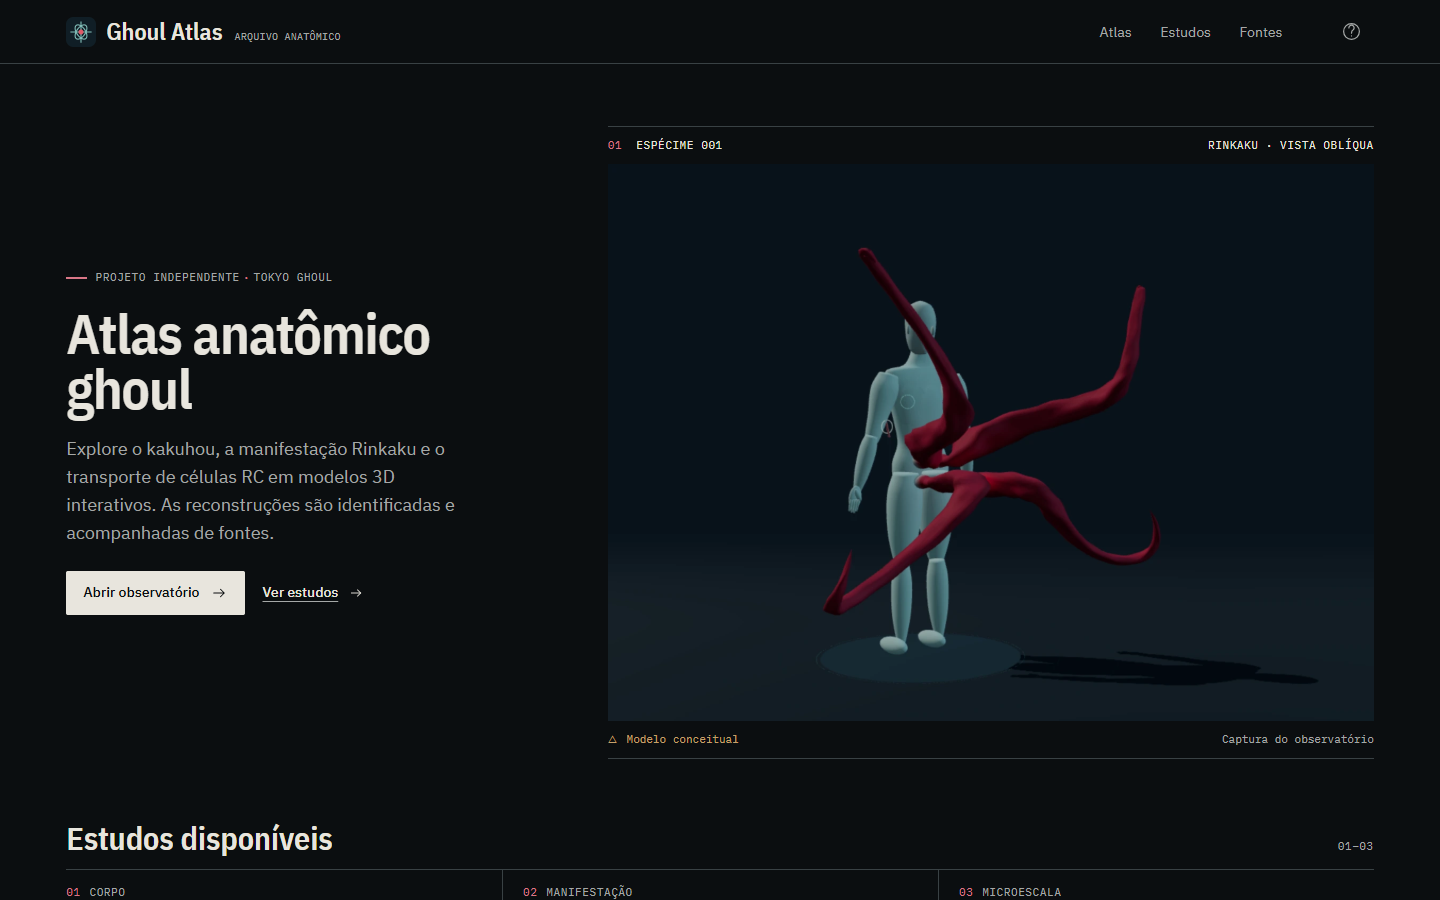 Ghoul Atlas ARQUIVO ANATÔMICO
Atlas Estudos Fontes
01 ESPÉCIME 001
RINKAKU · VISTA OBLÍQUA
PROJETO INDEPENDENTE · TOKYO GHOUL
Atlas anatômico
ghoul
Explore o kakuhou, a manifestação Rinkaku e o
transporte de células RC em modelos 3D
interativos. As reconstruções são identificadas e
acompanhadas de fontes.
Abrir observatório →
Ver estudos →
△ Modelo conceitual
Captura do observatório
Estudos disponíveis
01–03
01 CORPO
02 MANIFESTAÇÃO
03 MICROESCALA